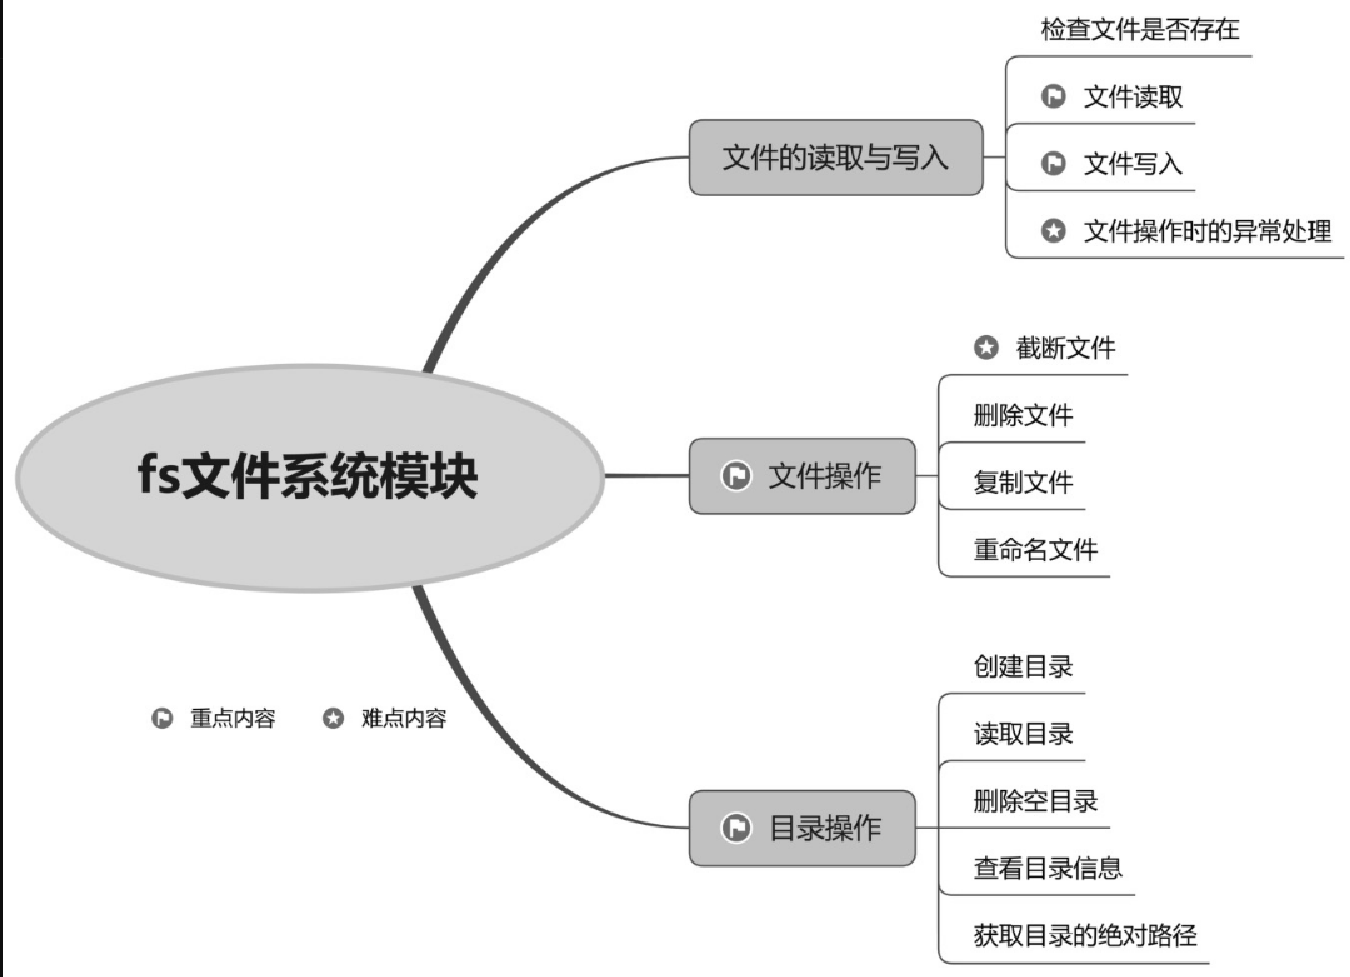 fs文件系统模块
文件的读取与写入
检查文件是否存在
文件读取
文件写入
文件操作时的异常处理
文件操作
截断文件
删除文件
复制文件
重命名文件
目录操作
创建目录
读取目录
删除空目录
查看目录信息
获取目录的绝对路径
重点内容
难点内容